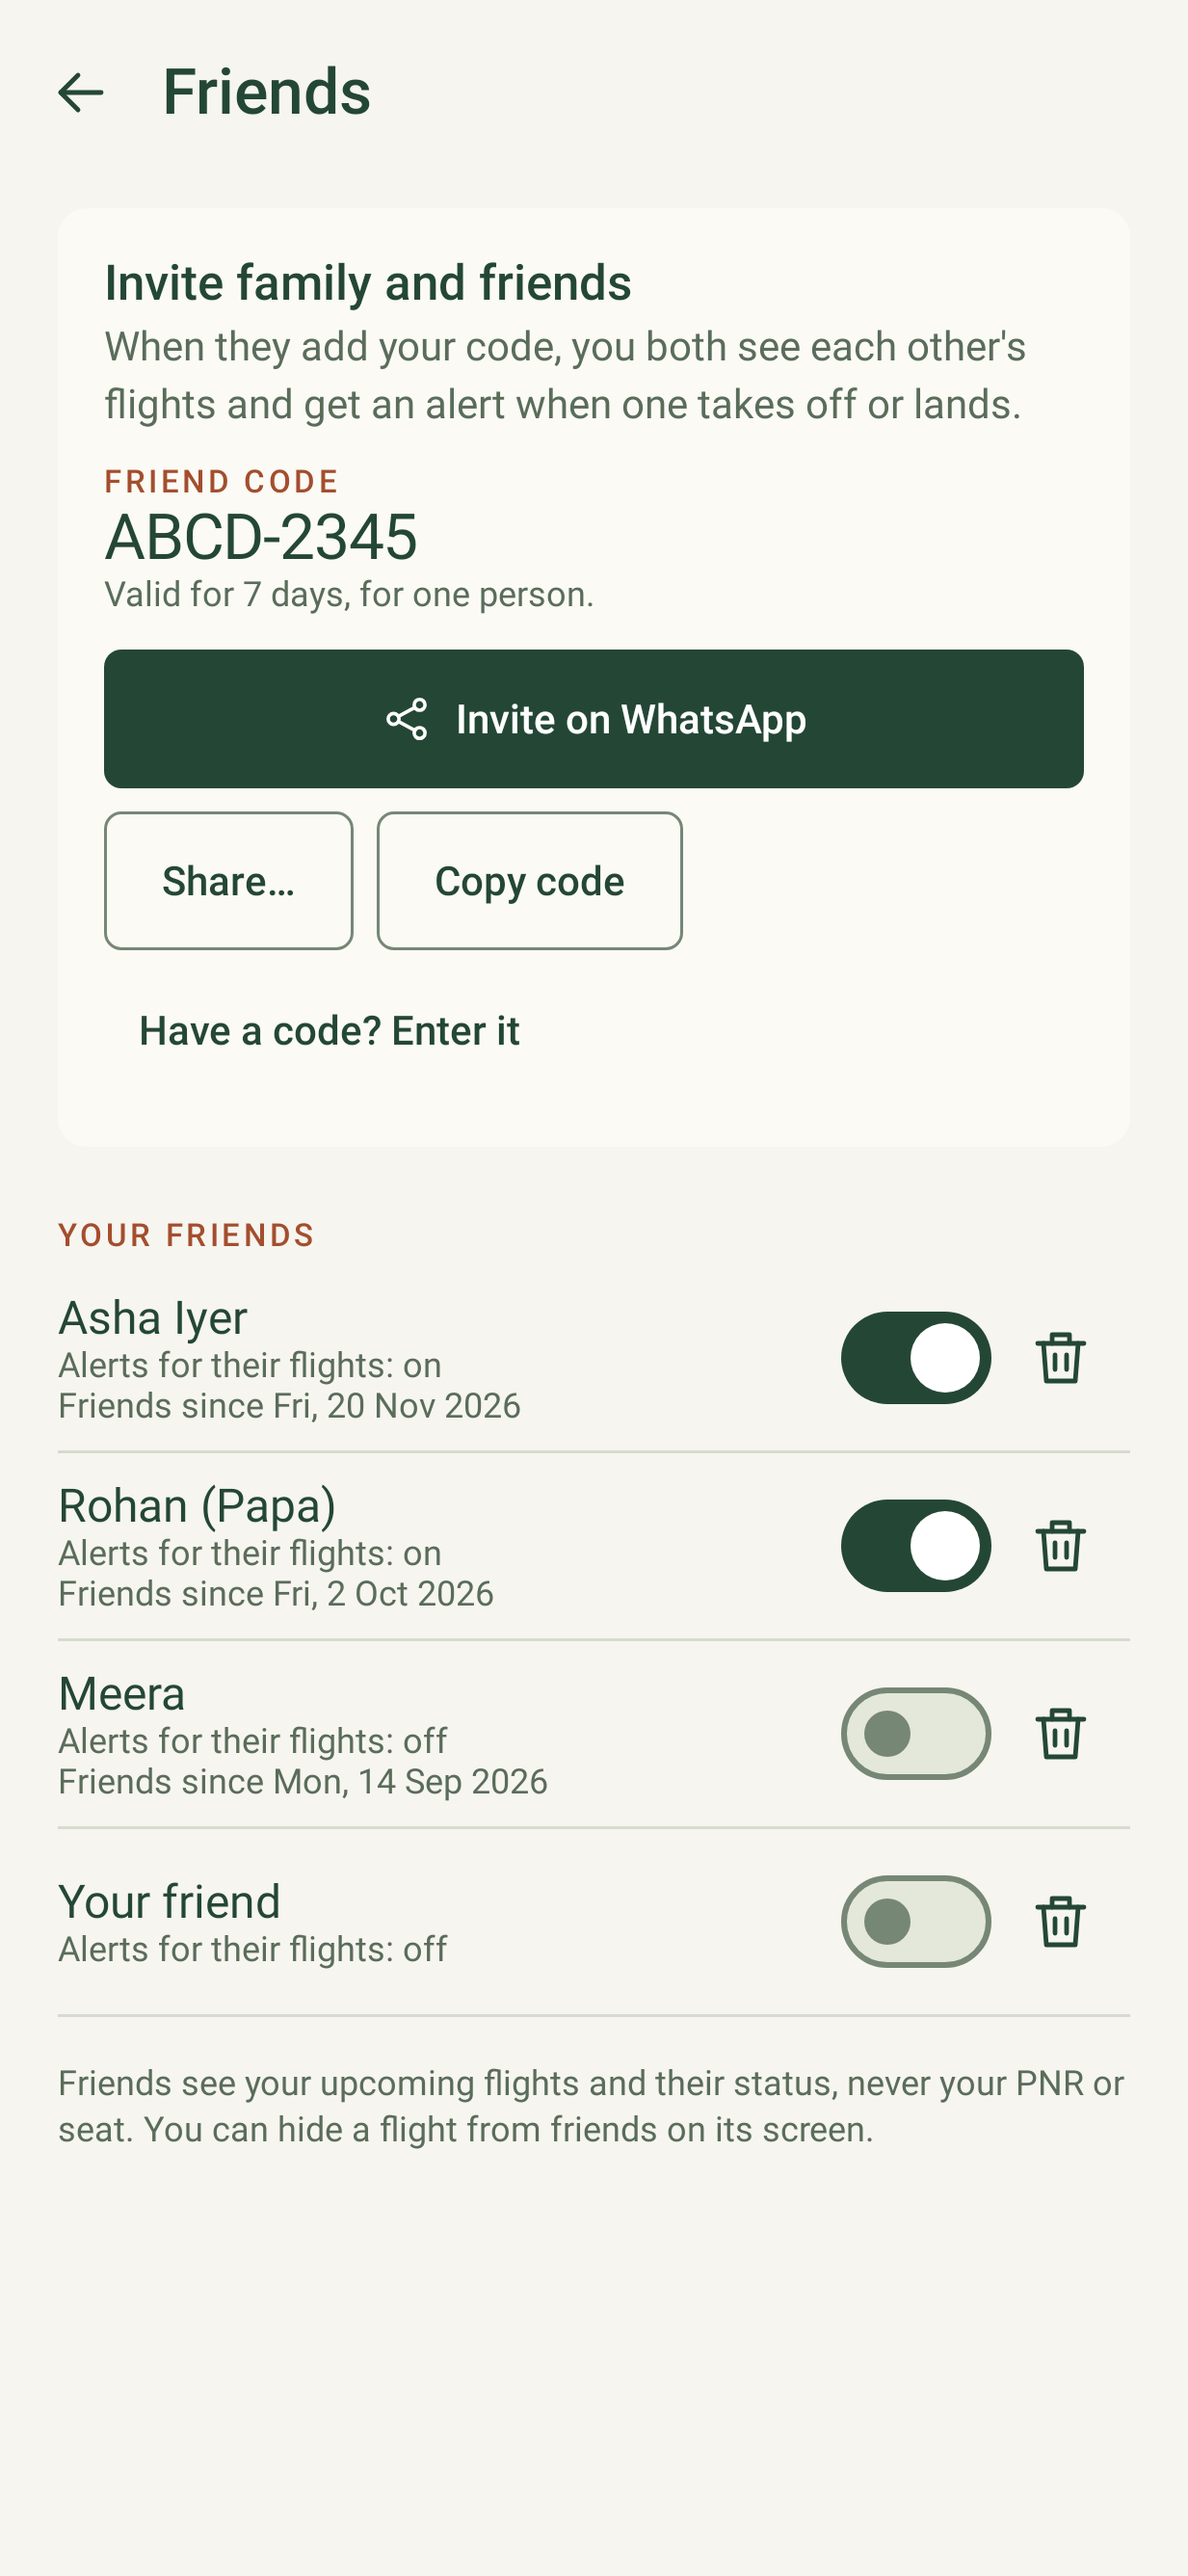 Friends
Invite family and friends
When they add your code, you both see each other's
flights and get an alert when one takes off or lands.
FRIEND CODE
ABCD-2345
Valid for 7 days, for one person.
Invite on WhatsApp
Share...
Copy code
Have a code? Enter it
YOUR FRIENDS
Asha Iyer
Alerts for their flights: on
Friends since Fri, 20 Nov 2026
Rohan (Papa)
Alerts for their flights: on
Friends since Fri, 2 Oct 2026
Meera
Alerts for their flights: off
Friends since Mon, 14 Sep 2026
Your friend
Alerts for their flights: off
Friends see your upcoming flights and their status, never your PNR or
seat. You can hide a flight from friends on its screen.